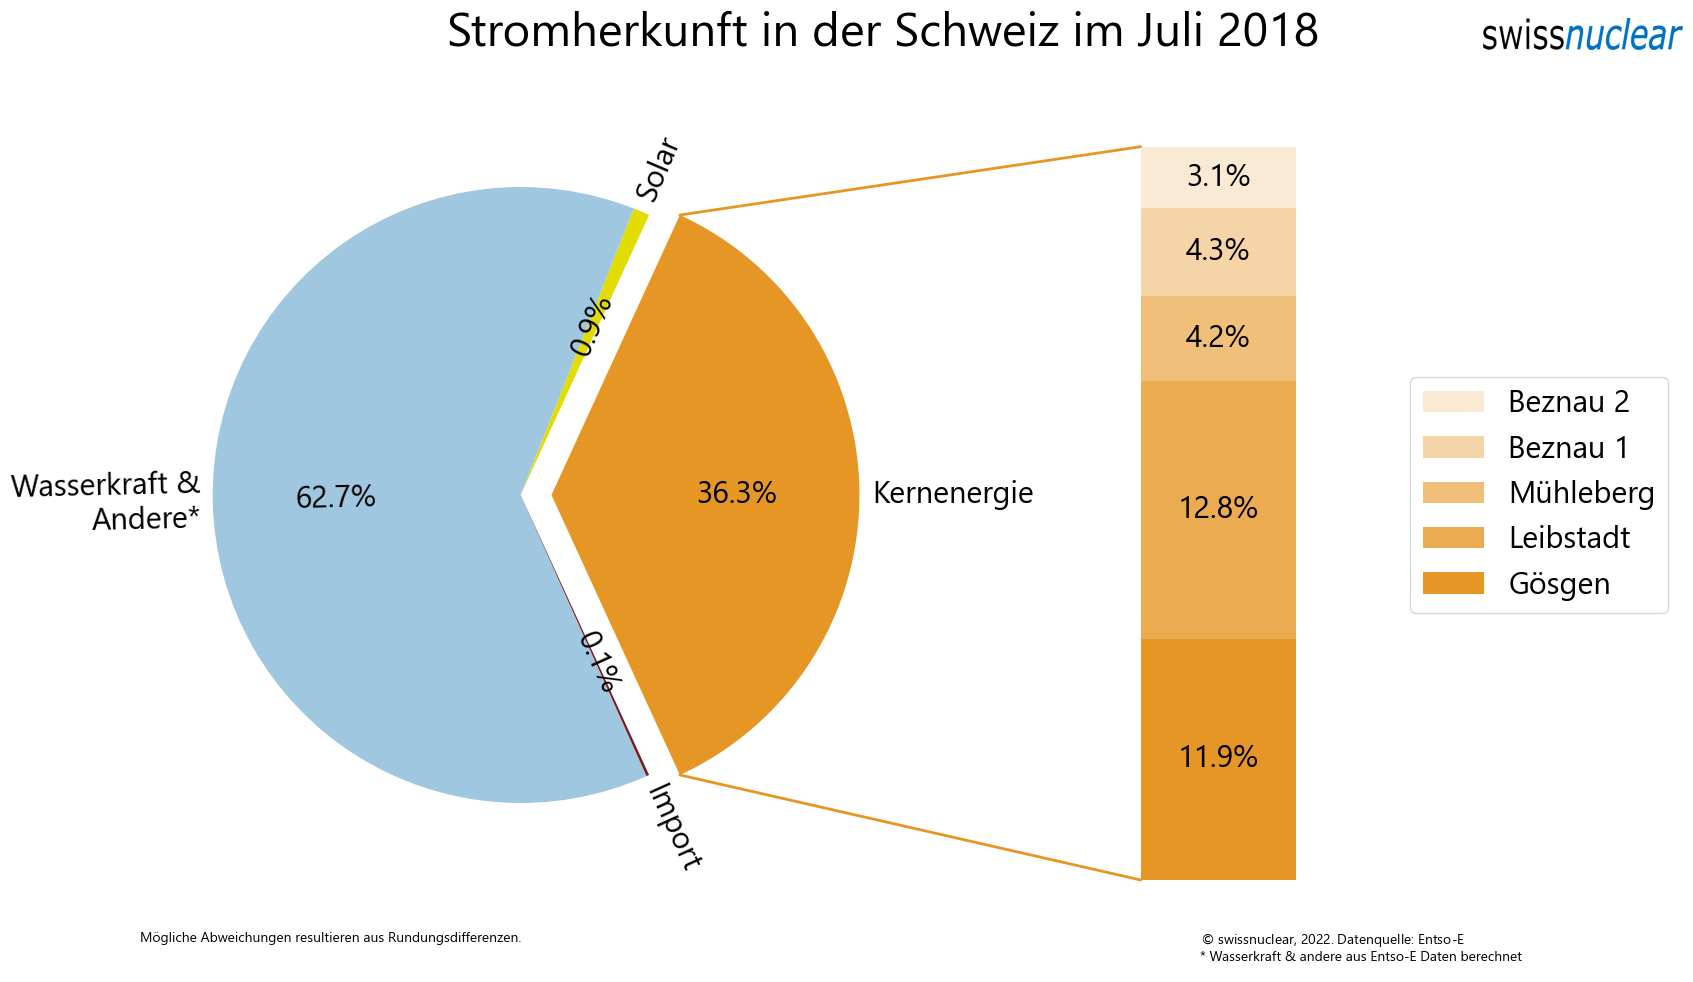 Stromherkunft in der Schweiz im Juli 2018
swissnuclear
Solar
0.9%
Wasserkraft &
Andere*
62.7%
36.3%
Kernenergie
0.1%
Import
3.1%
4.3%
4.2%
12.8%
11.9%
Beznau 2
Beznau 1
Mühleberg
Leibstadt
Gösgen
Mögliche Abweichungen resultieren aus Rundungsdifferenzen.
© swissnuclear, 2022. Datenquelle: Entso-E
* Wasserkraft & andere aus Entso-E Daten berechnet